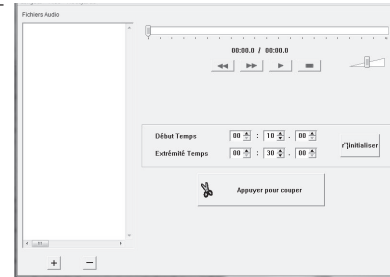 Fichiers Audio
00:00.0 / 00:00.0
Début Temps 00 : 10 . 00
Extrémité Temps 00 : 30 . 00
r"]initialiser
Appuyer pour couper
+ −